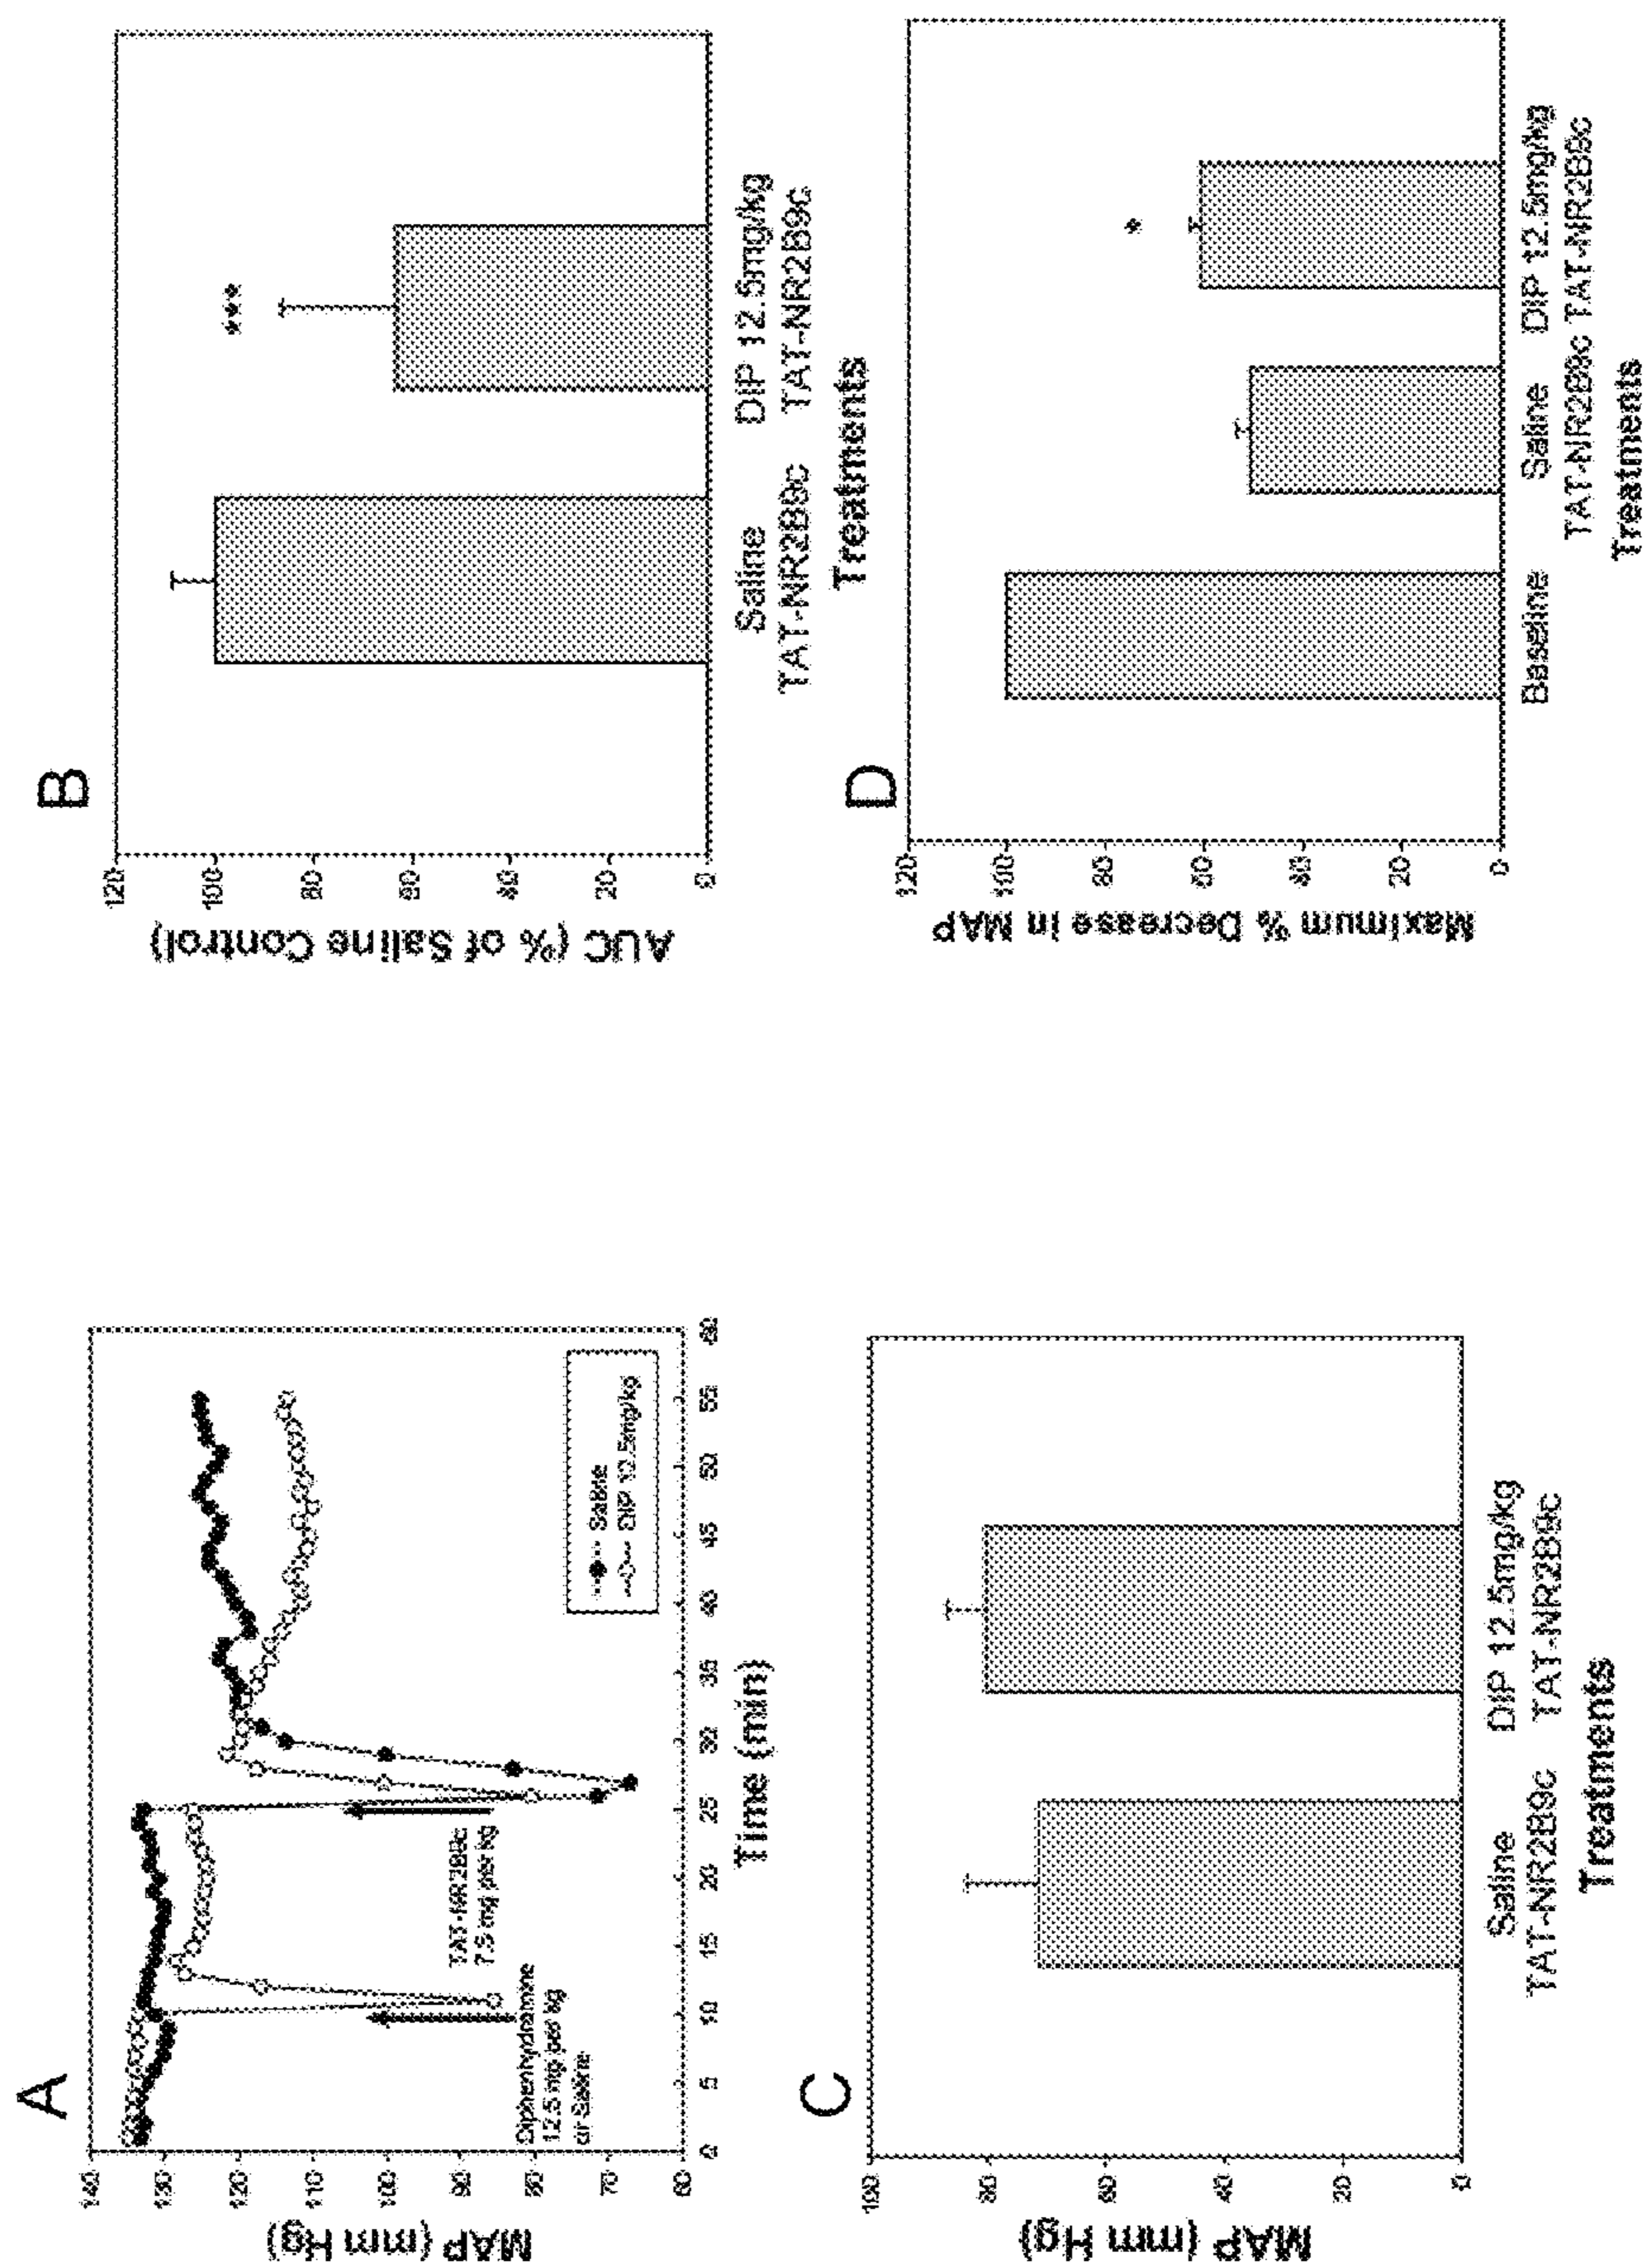 A
MAP (mm Hg)
140
130
120
110
100
90
80
70
60
Diphenhydramine
12.5 mg per kg
or Saline
TAT-NR2B9c
7.5 mg per kg
Saline
DIP 12.5mg/kg
0
5
10
15
20
25
30
35
40
45
50
55
60
Time (min)
B
AUC (% of Saline Control)
120
100
80
60
40
20
0
Saline
TAT-NR2B9c
DIP 12.5mg/kg
TAT-NR2B9c
Treatments
***
C
MAP (mm Hg)
100
80
60
40
20
0
Saline
TAT-NR2B9c
DIP 12.5mg/kg
TAT-NR2B9c
Treatments
D
Maximum % Decrease in MAP
120
100
80
60
40
20
0
Baseline
Saline
TAT-NR2B9c
DIP 12.5mg/kg
TAT-NR2B9c
Treatments
*